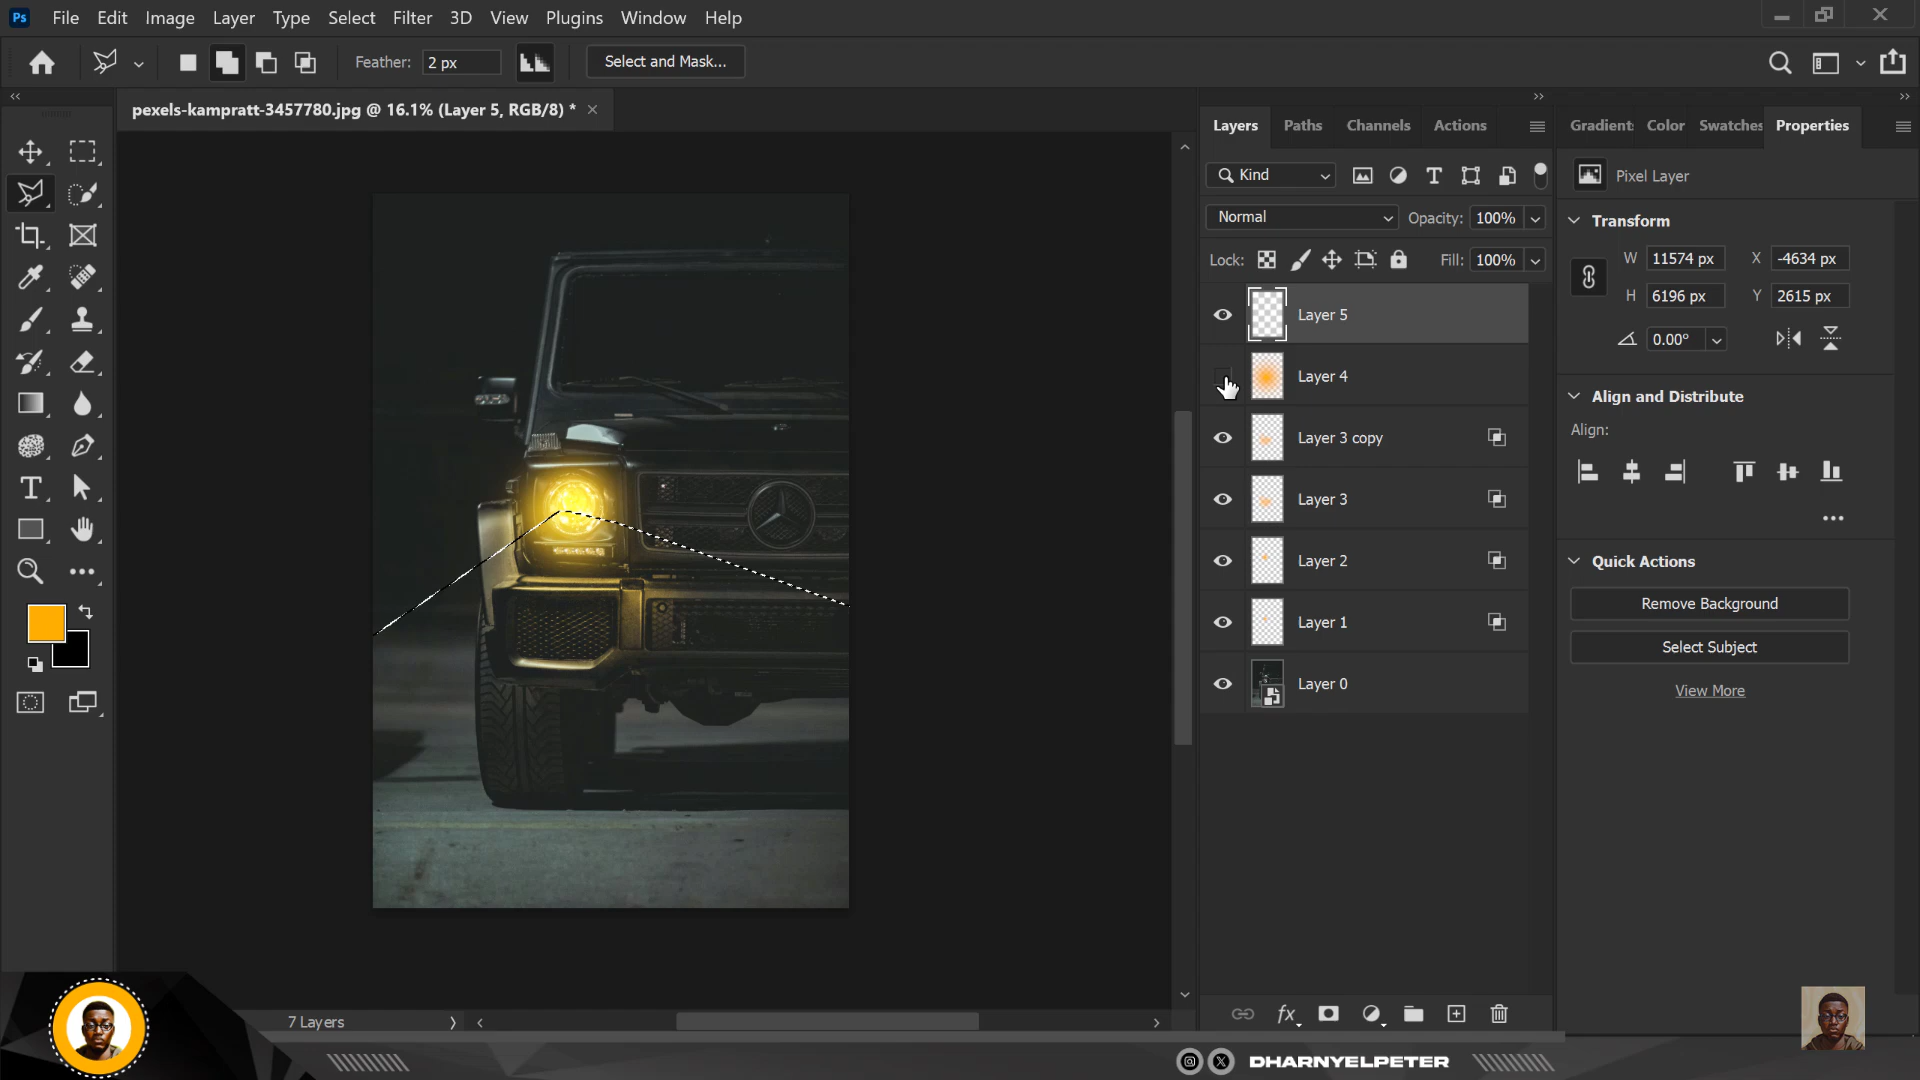 Ps File Edit Image Layer Type Select Filter 3D View Plugins Window Help
Feather: 2 px Select and Mask...
pexels-kampratt-3457780.jpg @ 16.1% (Layer 5, RGB/8) *
Layers Paths Channels Actions
Gradient Color Swatches Properties
Kind
Pixel Layer
Normal Opacity: 100%
Transform
Lock: Fill: 100%
W 11574 px X -4634 px
H 6196 px Y 2615 px
0.00°
Layer 5
Layer 4
Layer 3 copy
Layer 3
Layer 2
Layer 1
Layer 0
Align and Distribute
Align:
Quick Actions
Remove Background
Select Subject
View More
7 Layers
DHARNYELPETER